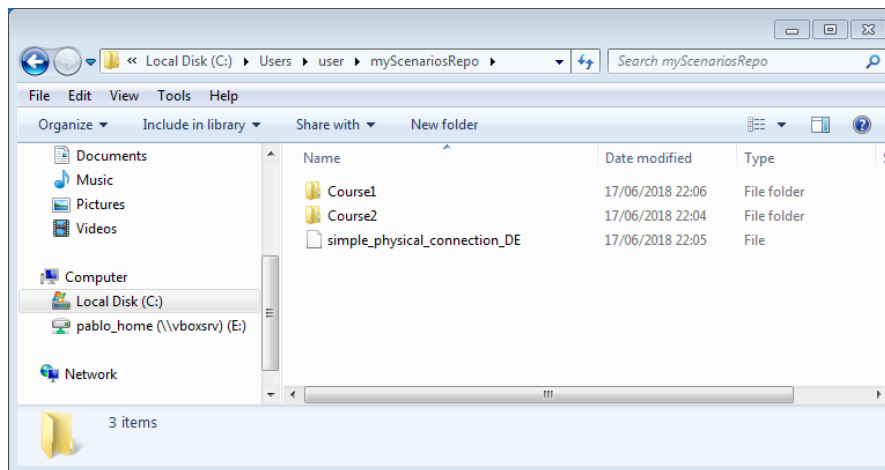 « Local Disk (C:) Users user myScenariosRepo Search myScenariosRepo
File Edit View Tools Help
Organize Include in library Share with New folder
Documents
Music
Pictures
Videos
Computer
Local Disk (C:)
pablo_home (\\vboxsrv) (E:)
Network
Name Date modified Type
Course1 17/06/2018 22:06 File folder
Course2 17/06/2018 22:04 File folder
simple_physical_connection_DE 17/06/2018 22:05 File
3 items